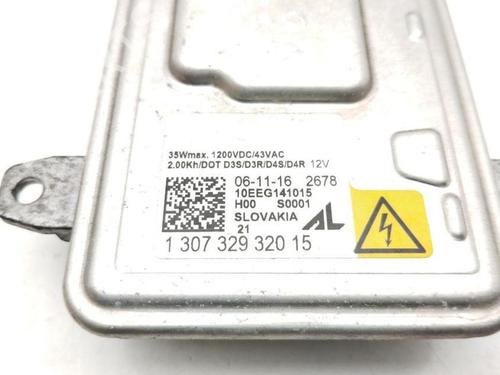 35Wmax. 1200VDC/43VAC
2.00Kh/DOT D3S/D3R/D4S/D4R 12V
06-11-16 2678
10EEG141015
H00 S0001
SLOVAKIA
21
AL
1 307 329 320 15